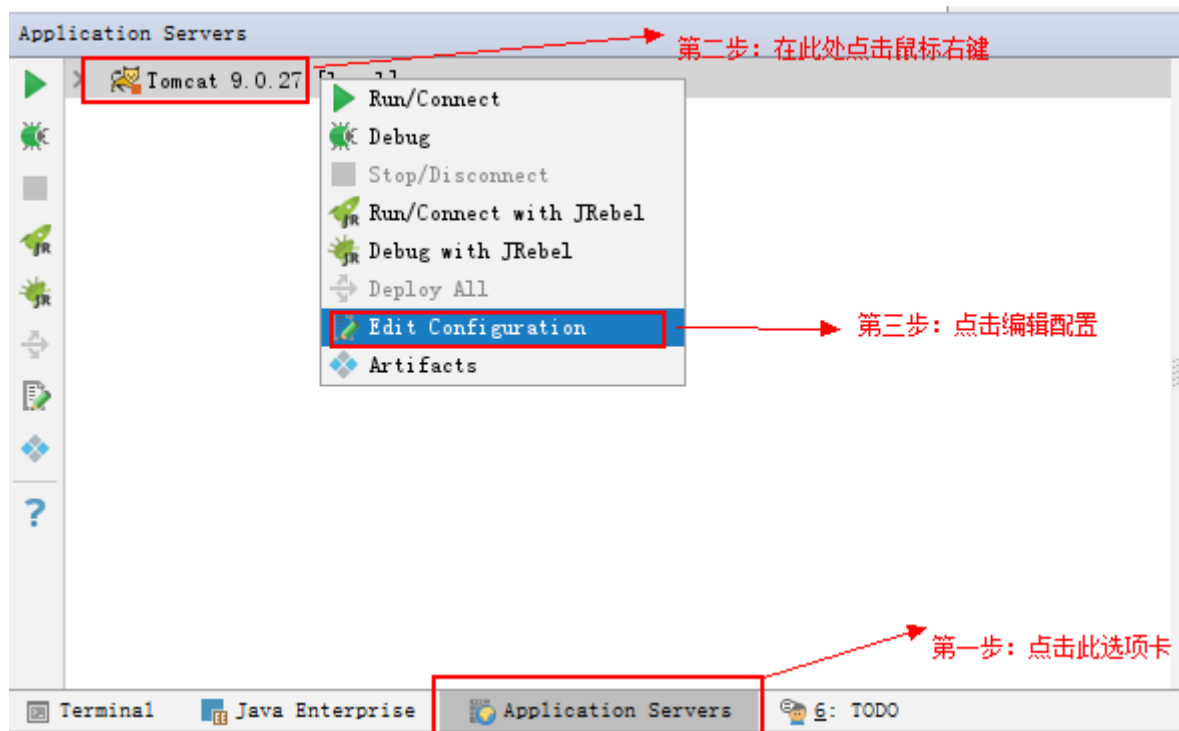 Application Servers
第二步：在此处点击鼠标右键
Tomcat 9.0.27
Run/Connect
Debug
Stop/Disconnect
Run/Connect with JRebel
JR
Debug with JRebel
JR
Deploy All
Edit Configuration
第三步：点击编辑配置
Artifacts
?
第一步：点击此选项卡
Terminal
Java Enterprise
Application Servers
6: TODO